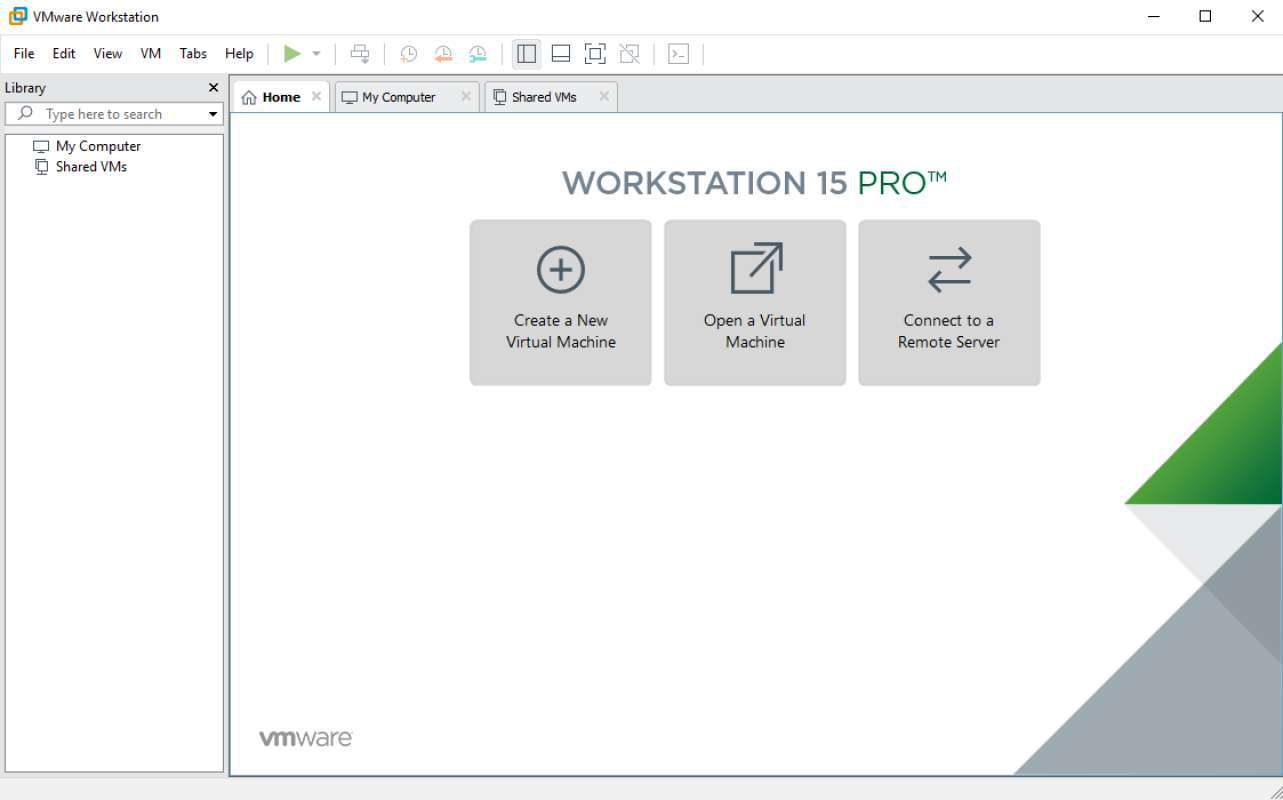 VMware Workstation
File Edit View VM Tabs Help
Library
Home My Computer Shared VMs
Type here to search
My Computer
Shared VMs
WORKSTATION 15 PRO™
Create a New
Virtual Machine
Open a Virtual
Machine
Connect to a
Remote Server
vmware